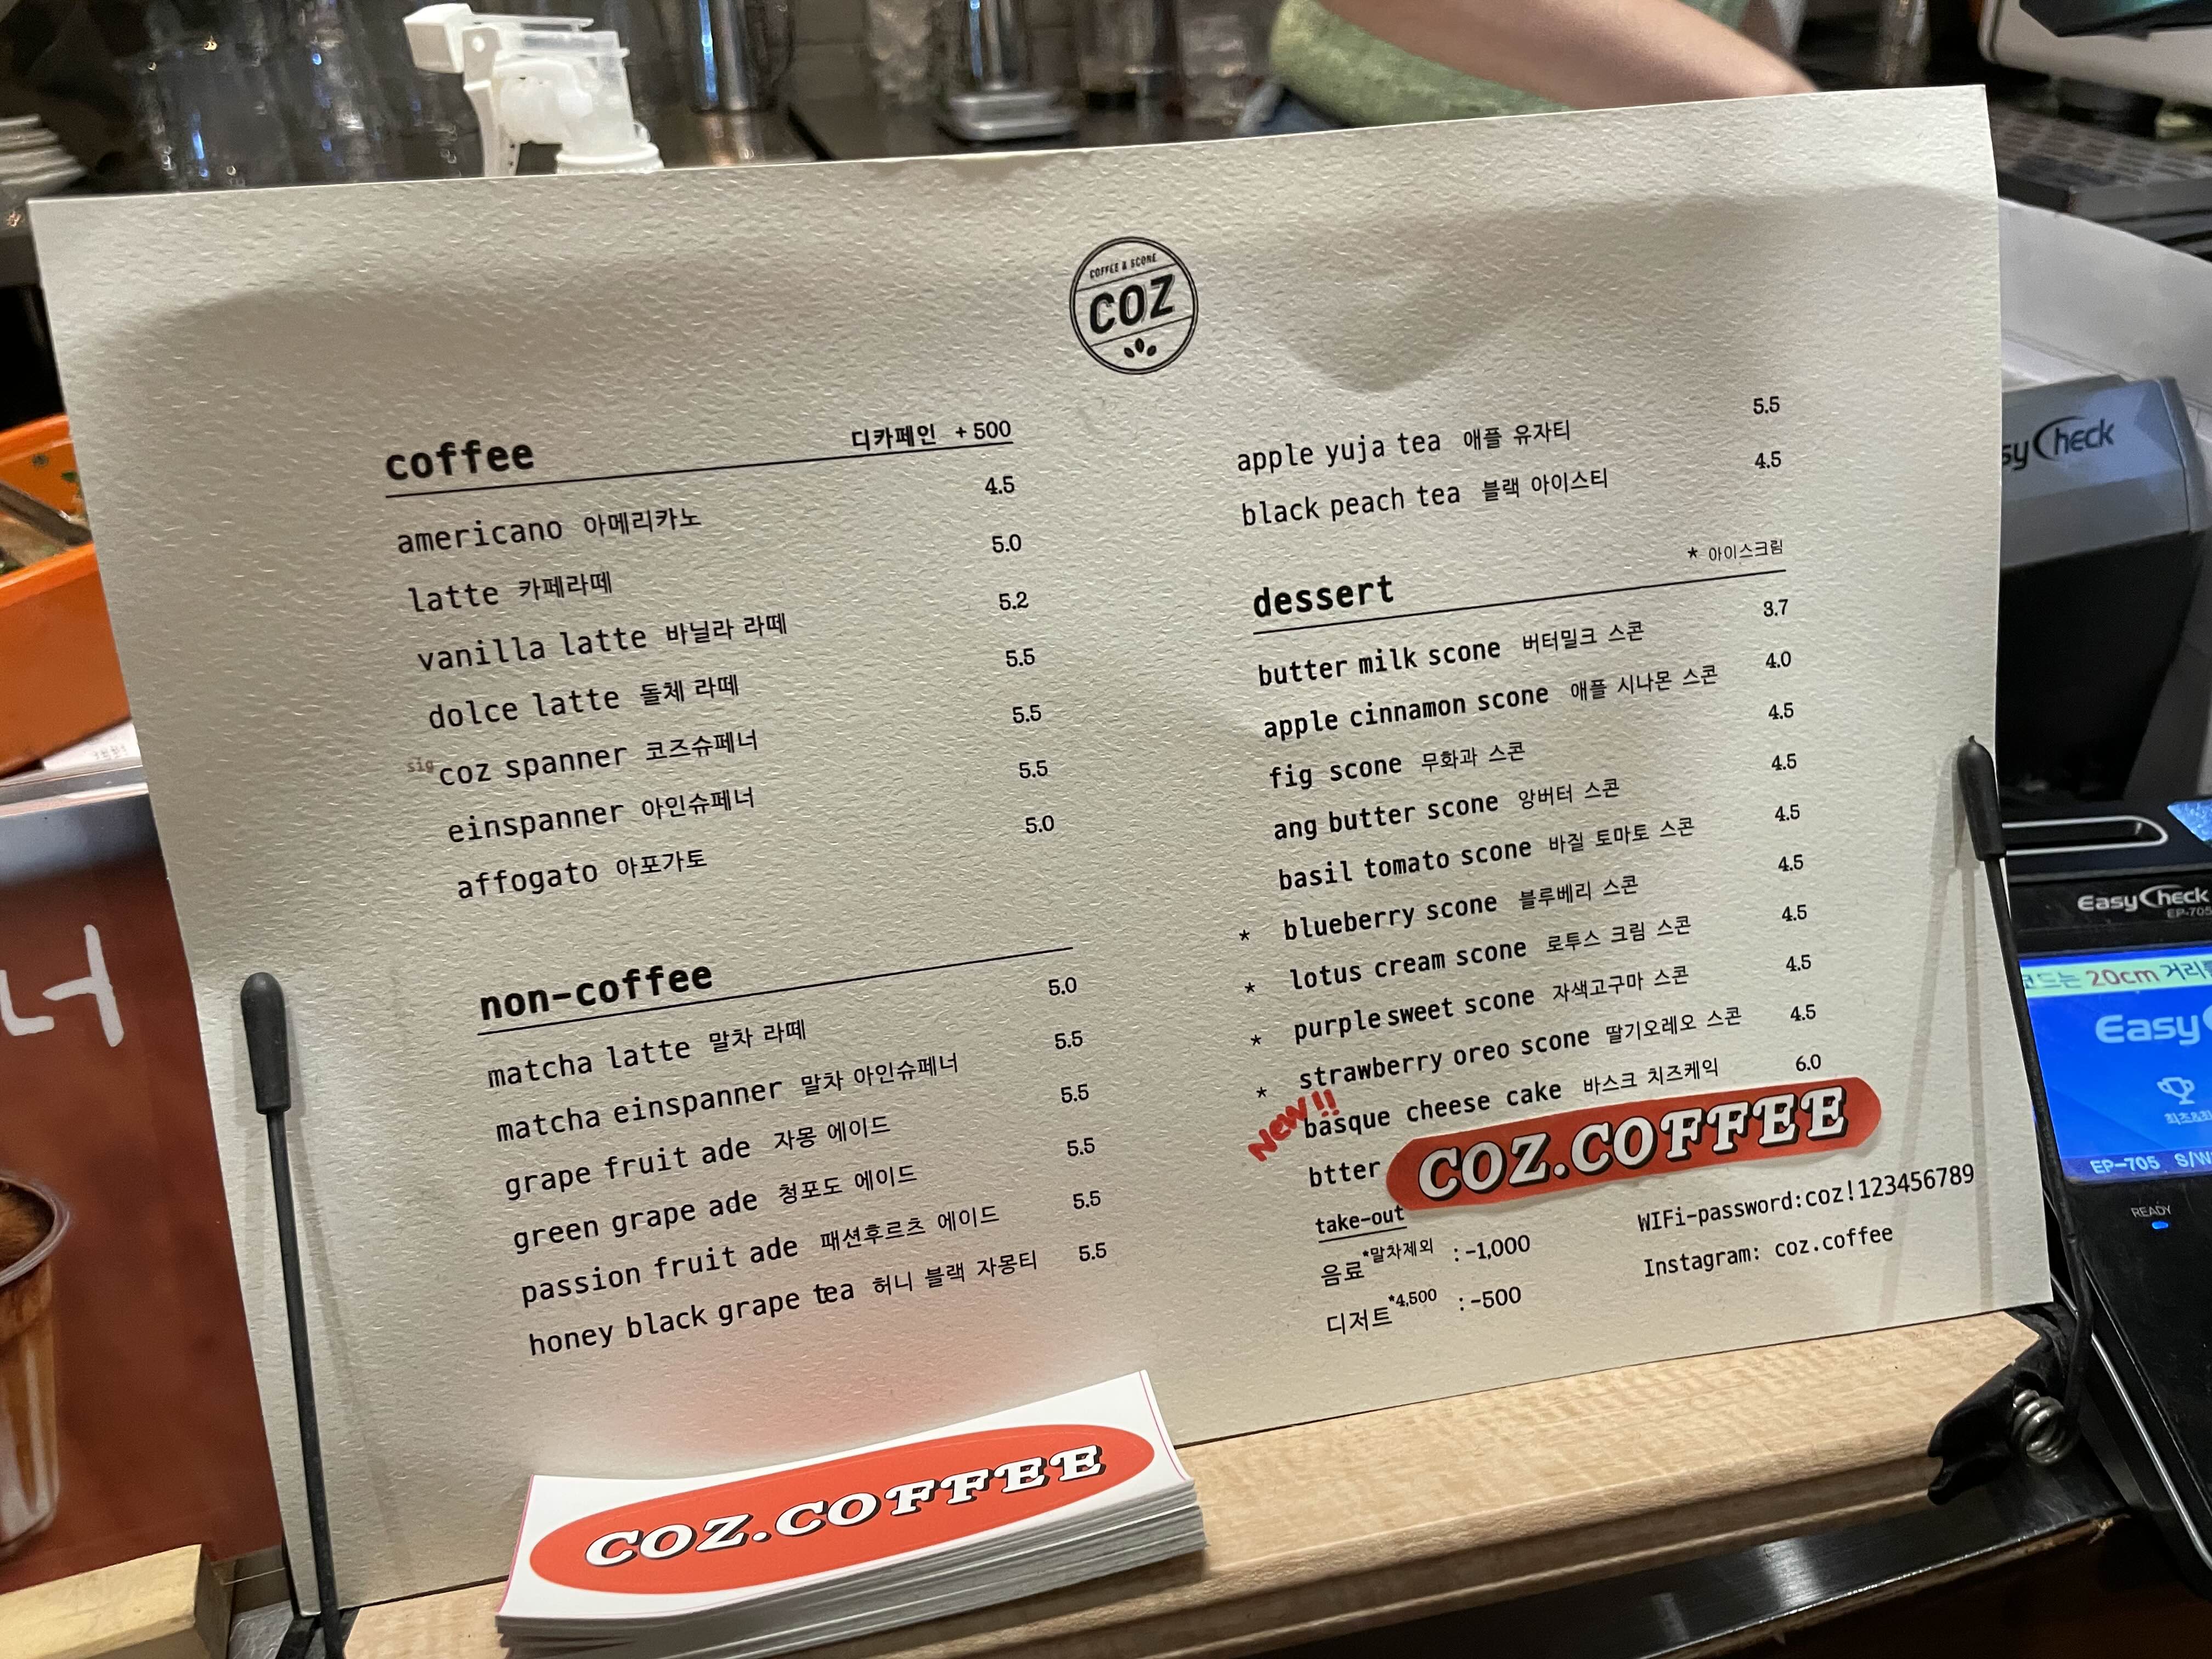 COFFEE & SCONE
COZ
coffee 디카페인 +500
americano 아메리카노 4.5
latte 카페라떼 5.0
vanilla latte 바닐라 라떼 5.2
dolce latte 돌체 라떼 5.5
sig coz spanner 코즈슈페너 5.5
einspanner 아인슈페너 5.5
affogato 아포가토 5.0
non-coffee
matcha latte 말차 라떼 5.0
matcha einspanner 말차 아인슈페너 5.5
grape fruit ade 자몽 에이드 5.5
green grape ade 청포도 에이드 5.5
passion fruit ade 패션후르츠 에이드 5.5
honey black grape tea 허니 블랙 자몽티 5.5
apple yuja tea 애플 유자티 5.5
black peach tea 블랙 아이스티 4.5
dessert * 아이스크림
butter milk scone 버터밀크 스콘 3.7
apple cinnamon scone 애플 시나몬 스콘 4.0
fig scone 무화과 스콘 4.5
ang butter scone 앙버터 스콘 4.5
basil tomato scone 바질 토마토 스콘 4.5
* blueberry scone 블루베리 스콘 4.5
* lotus cream scone 로투스 크림 스콘 4.5
* purple sweet scone 자색고구마 스콘 4.5
* strawberry oreo scone 딸기오레오 스콘 4.5
NEW!! basque cheese cake 바스크 치즈케익 6.0
btter
COZ.COFFEE
take-out
음료*말차제외 :-1,000
디저트*4,500 :-500
WIFi-password:coz!123456789
Instagram: coz.coffee
COZ.COFFEE
너
syCheck
EasyCheck
EP-705
20cm 거리
Easy
EP-705 S/W
READY